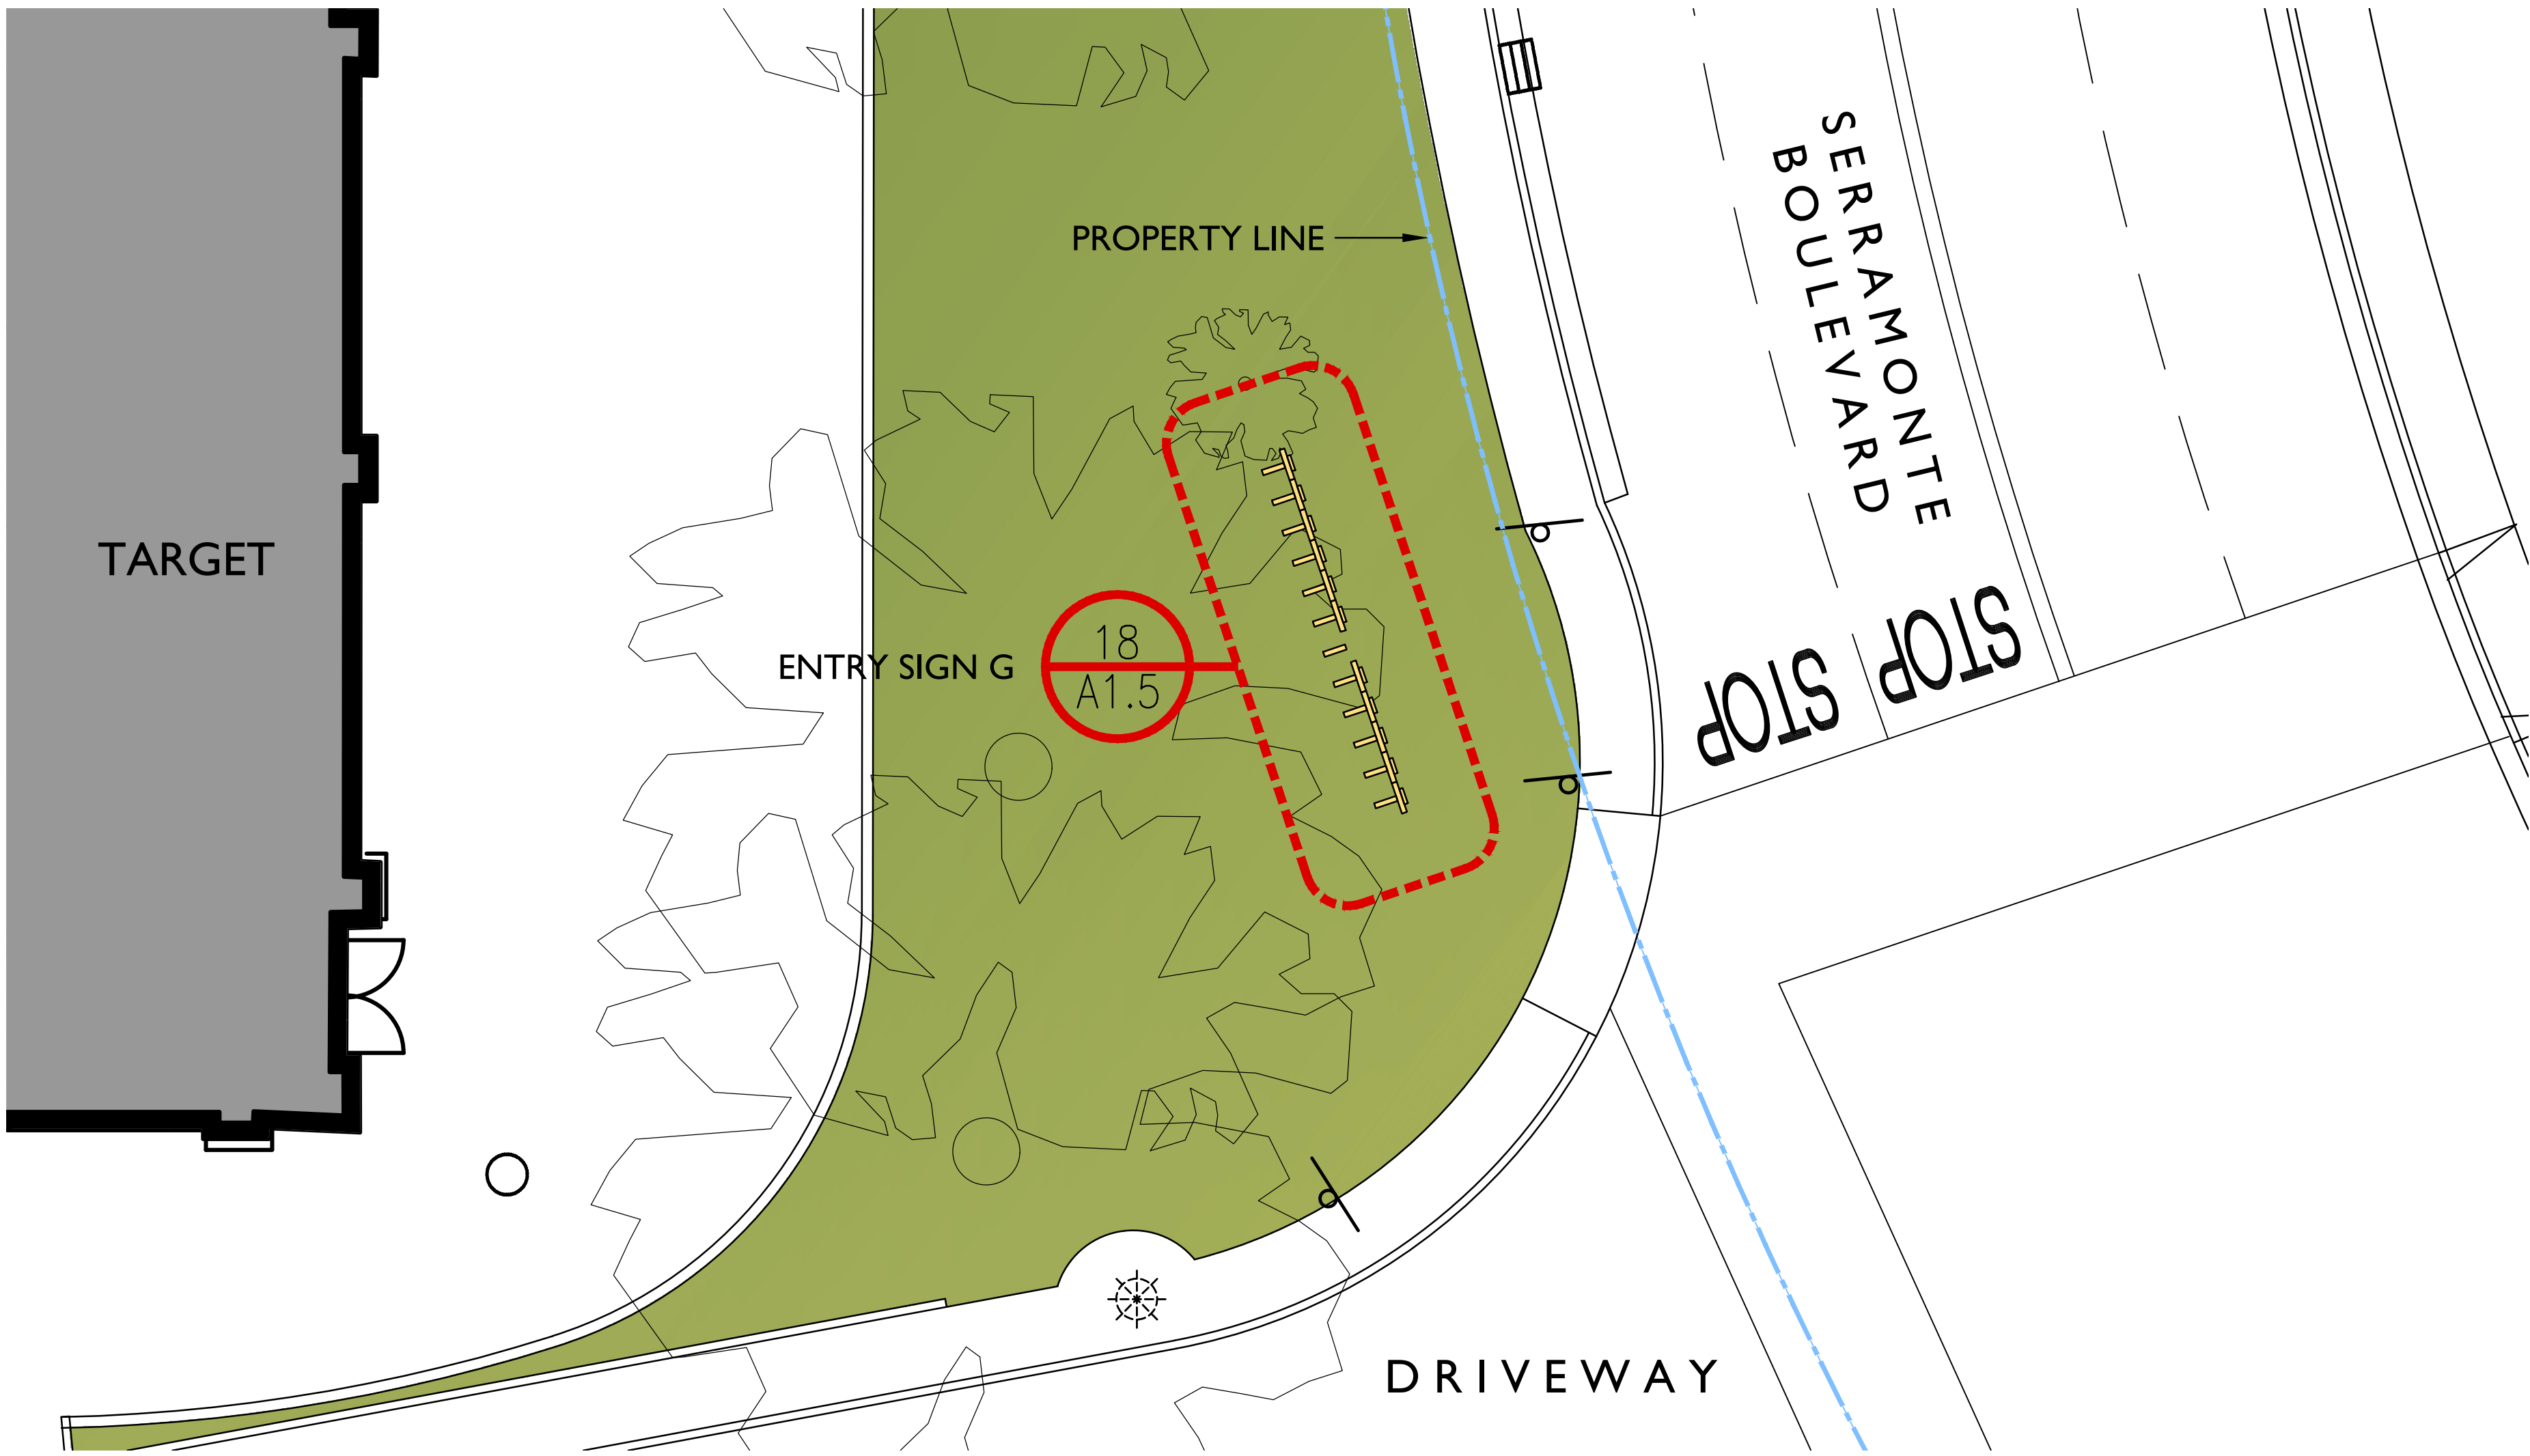 PROPERTY LINE
SERRAMONTE
BOULEVARD
TARGET
ENTRY SIGN G
18
A1.5
STOP
STOP
DRIVEWAY